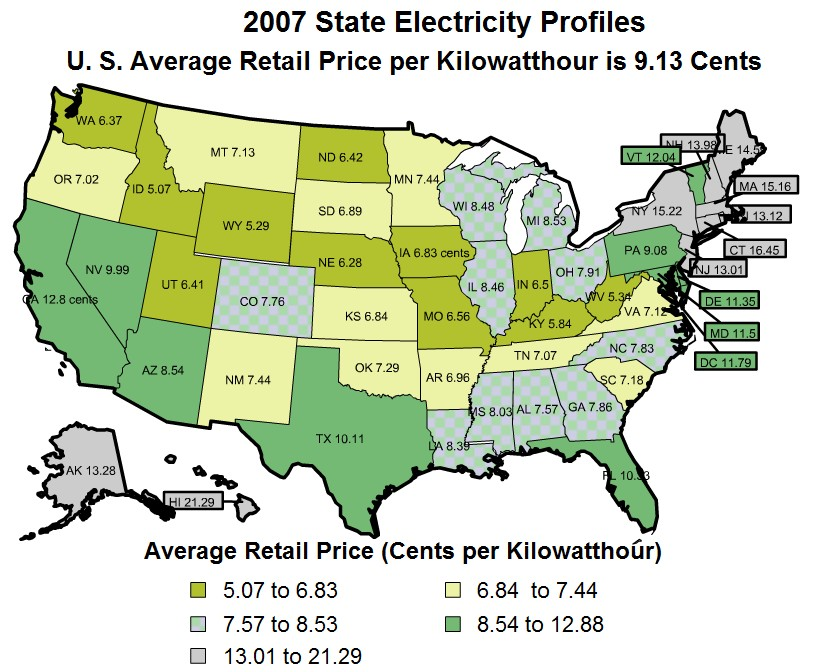 2007 State Electricity Profiles
U. S. Average Retail Price per Kilowatthour is 9.13 Cents
WA 6.37
MT 7.13
ND 6.42
MN 7.44
NH 13.98
14.5
VT 12.04
OR 7.02
ID 5.07
WY 5.29
SD 6.89
WI 8.48
MI 8.53
NY 15.22
MA 15.16
13.12
CT 16.45
NV 9.99
UT 6.41
CO 7.76
NE 6.28
IA 6.83 cents
IL 8.46
IN 6.5
OH 7.91
PA 9.08
NJ 13.01
CA 12.8 cents
KS 6.84
MO 6.56
KY 5.84
WV 5.34
VA 7.12
DE 11.35
MD 11.5
DC 11.79
AZ 8.54
NM 7.44
OK 7.29
AR 6.96
TN 7.07
NC 7.83
SC 7.18
TX 10.11
LA 8.39
MS 8.03
AL 7.57
GA 7.86
FL 10.33
AK 13.28
HI 21.29
Average Retail Price (Cents per Kilowatthour)
5.07 to 6.83
6.84 to 7.44
7.57 to 8.53
8.54 to 12.88
13.01 to 21.29